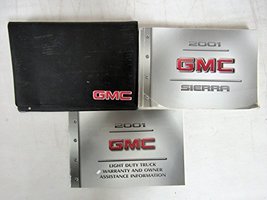 GMC
2001
GMC
SIERRA
2001
GMC
LIGHT DUTY TRUCK
WARRANTY AND OWNER
ASSISTANCE INFORMATION